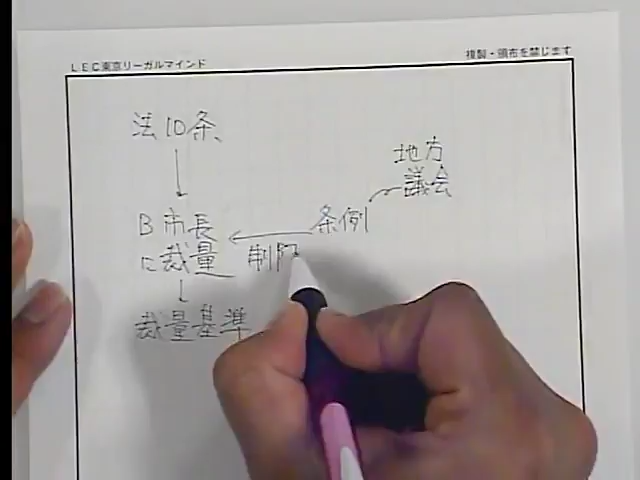 LEC東京リーガルマインド
複製・頒布を禁じます
法10条、
地方
議会
条例
B市長
に裁量
制限
裁量基準